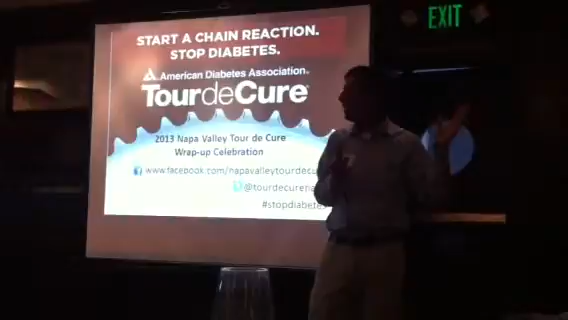 EXIT
START A CHAIN REACTION.
STOP DIABETES.
American Diabetes Association®
TourdeCure®
2013 Napa Valley Tour de Cure
Wrap-up Celebration
www.facebook.com/napavalleytourdecu
@tourdecurena
#stopdiabetes